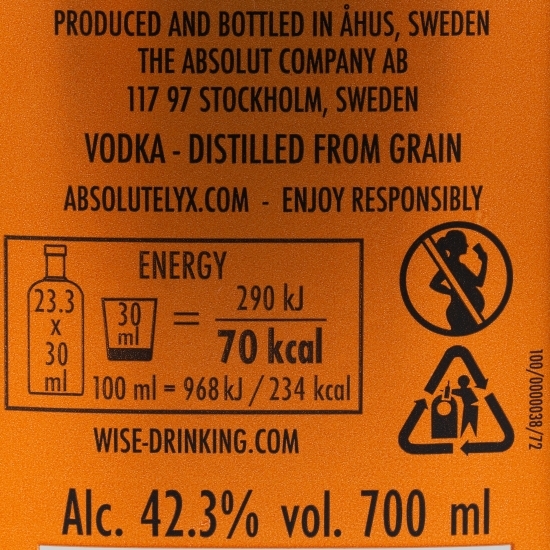 PRODUCED AND BOTTLED IN ÅHUS, SWEDEN
THE ABSOLUT COMPANY AB
117 97 STOCKHOLM, SWEDEN
VODKA - DISTILLED FROM GRAIN
ABSOLUTELYX.COM - ENJOY RESPONSIBLY
ENERGY
23.3
x
30
ml
30
ml
=
290 kJ
70 kcal
100 ml = 968 kJ / 234 kcal
100/0000038/72
WISE-DRINKING.COM
Alc. 42.3% vol. 700 ml